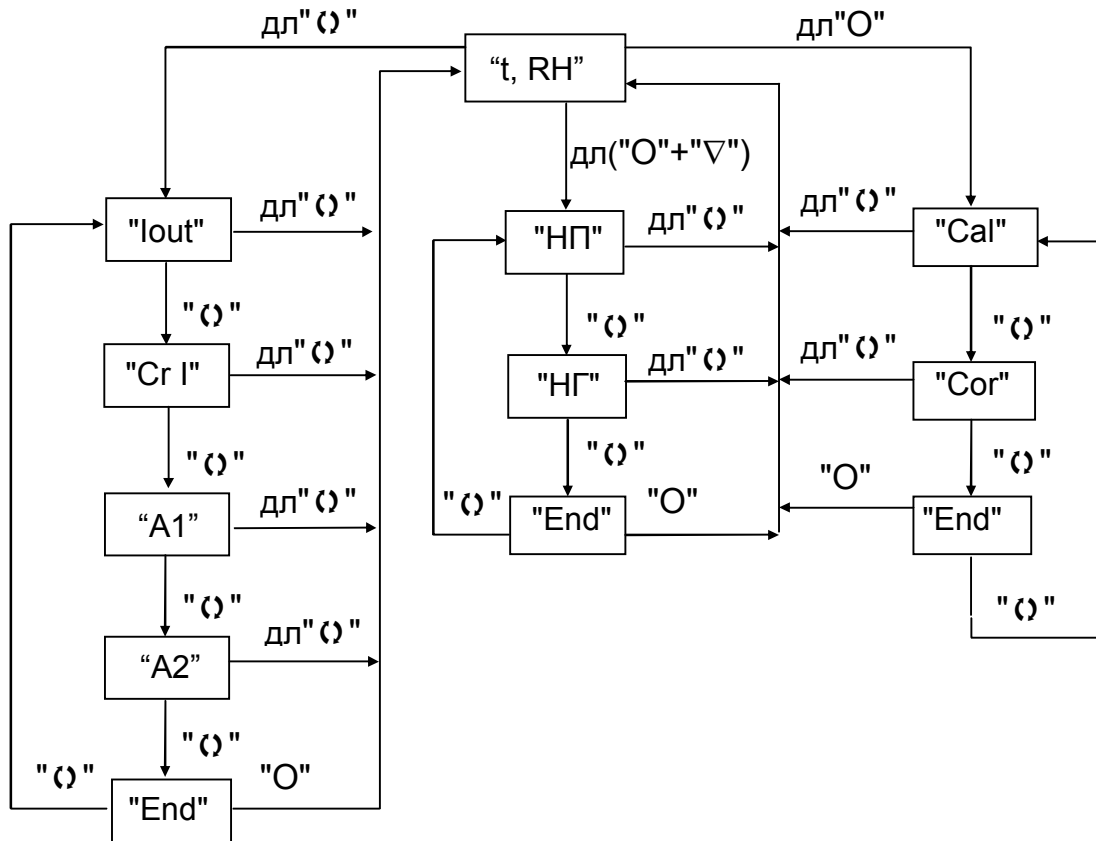 дл"🗘" дл"O"
“t, RH”
дл("O"+"∇")
дл"🗘" дл"🗘" дл"🗘"
"Iout" "НП" "Cal"
"🗘" "🗘" "🗘"
дл"🗘" дл"🗘" дл"🗘"
"Cr I" "НГ" "Cor"
"🗘" "🗘" "🗘"
дл"🗘" "🗘" "O" "O"
“A1” "End" "End"
"🗘" "🗘"
дл"🗘"
“A2”
"🗘"
"🗘" "O"
"End"